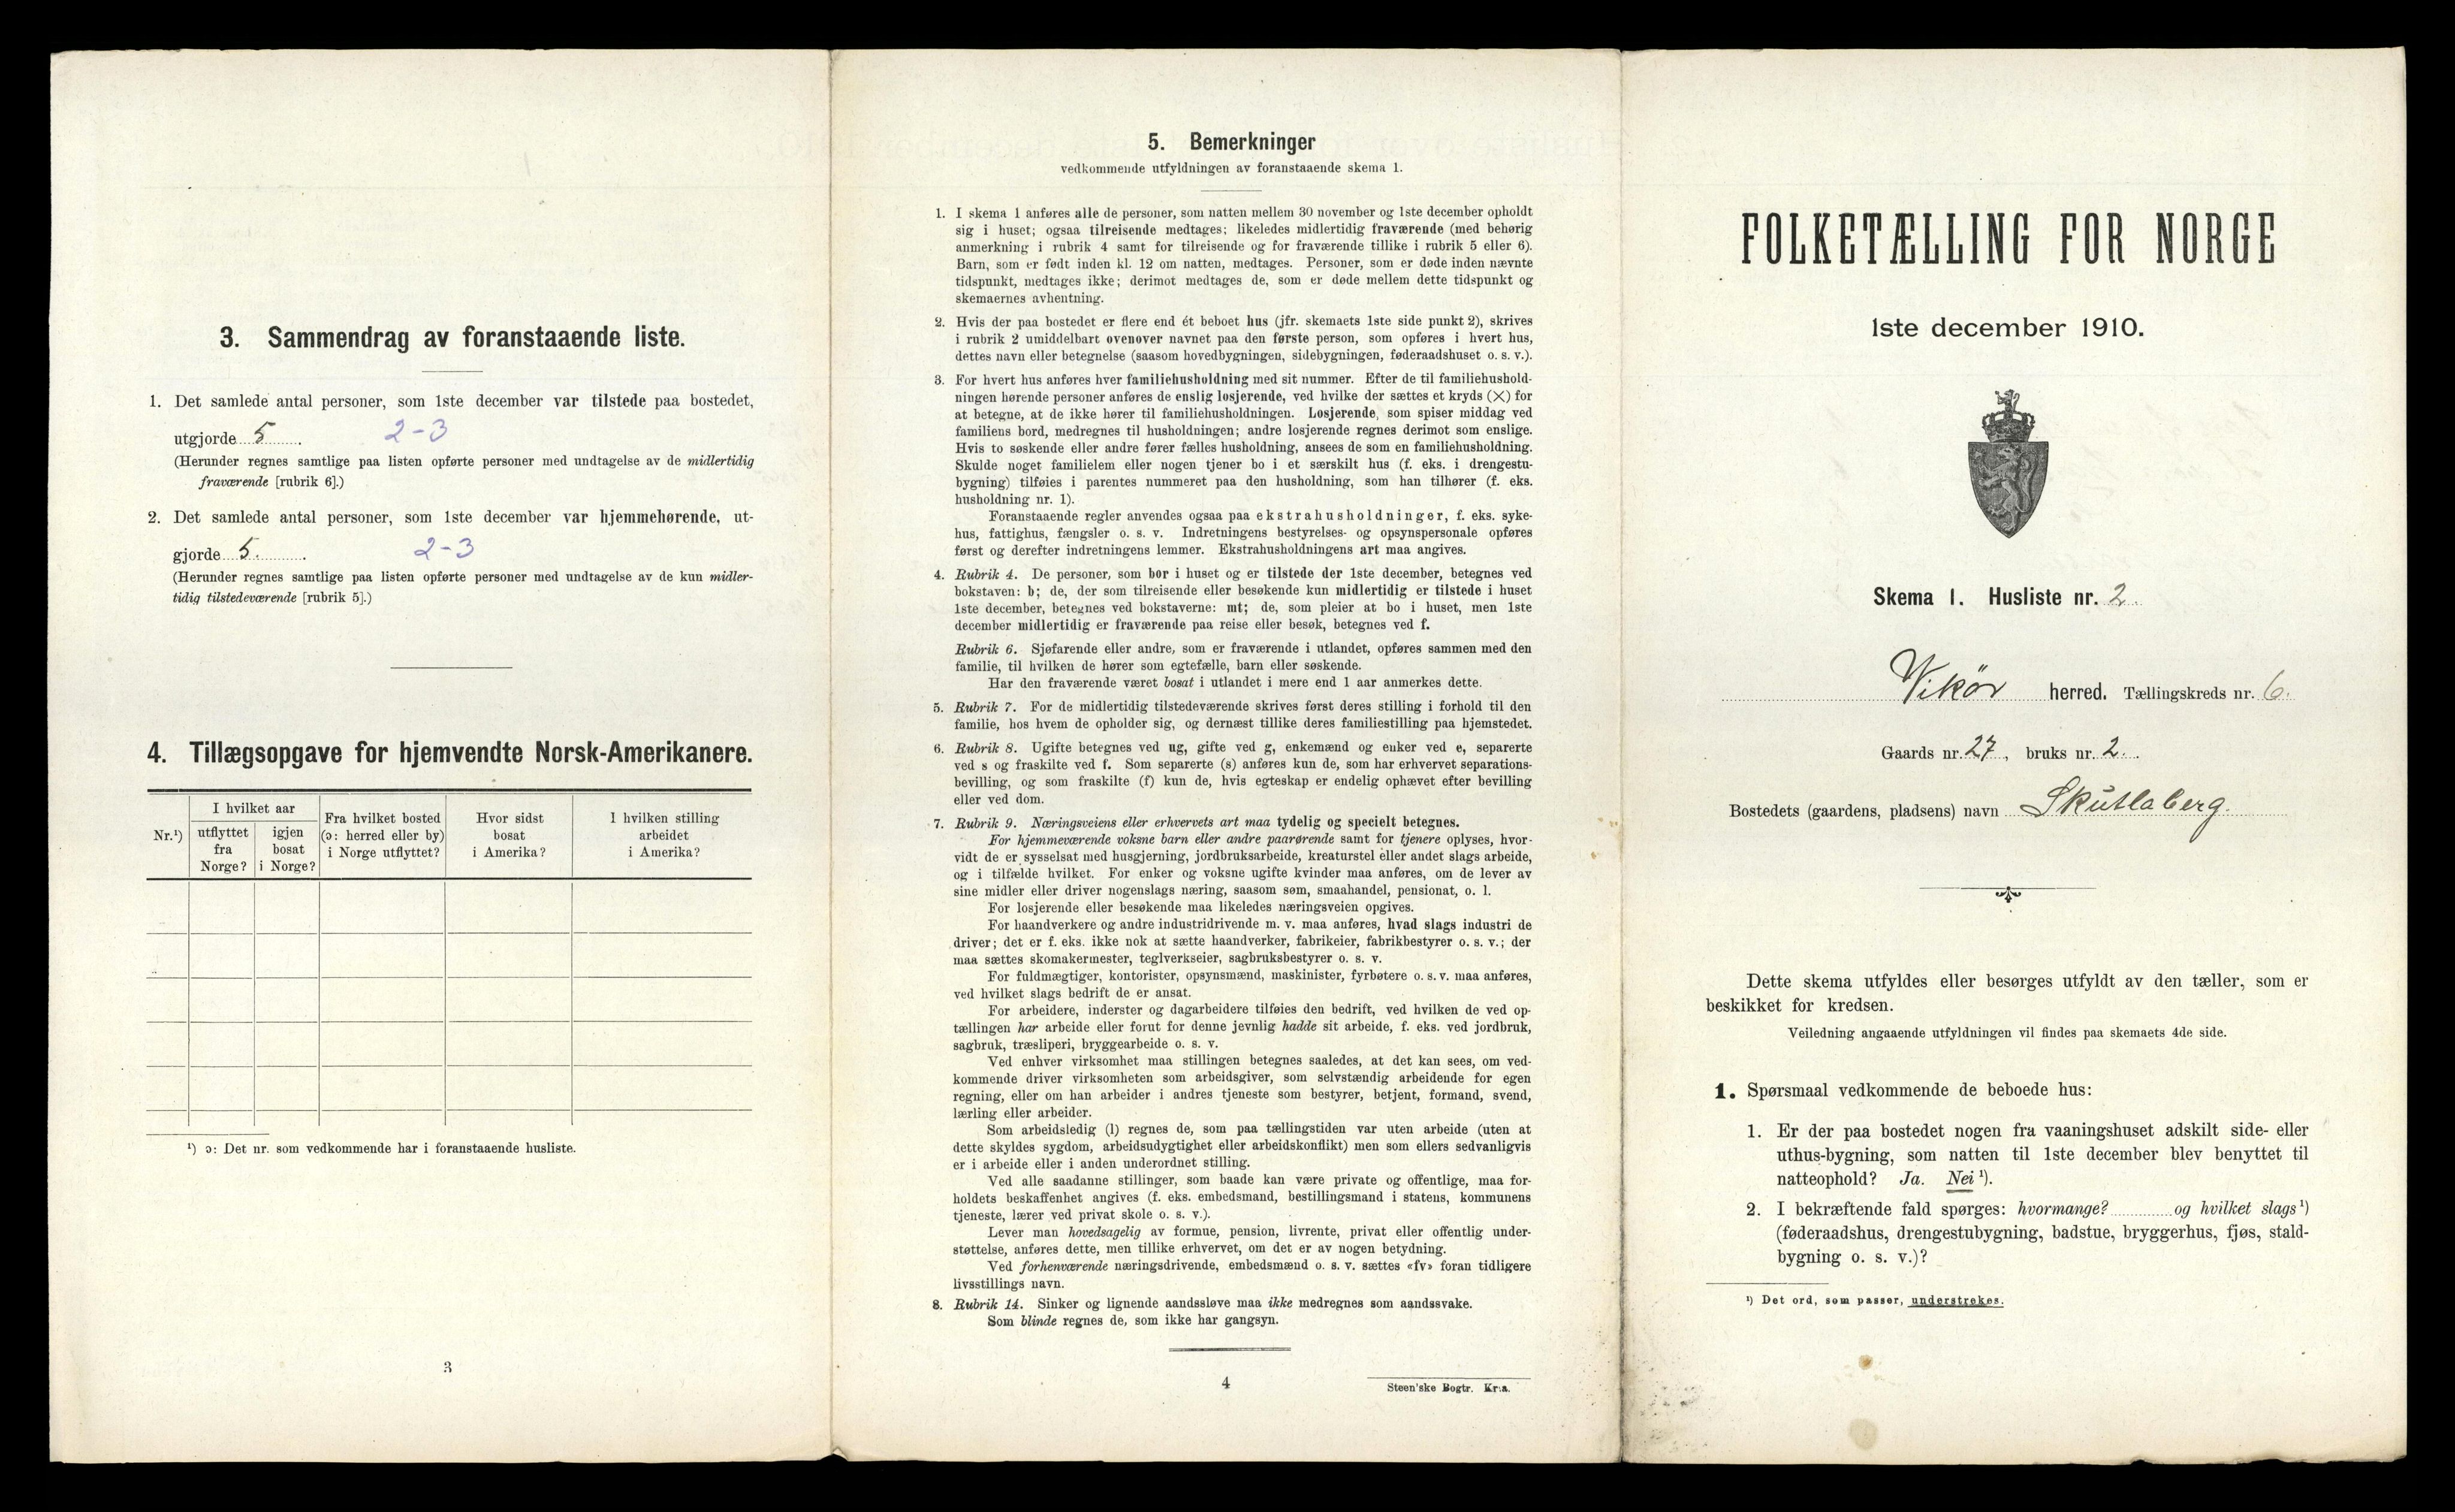 3. Sammendrag av foranstaaende liste.
1. Det samlede antal personer, som 1ste december var tilstede paa bostedet,
utgjorde 5. 2-3
(Herunder regnes samtlige paa listen opførte personer med undtagelse av de midlertidig
fraværende [rubrik 6].)
2. Det samlede antal personer, som 1ste december var hjemmehørende, ut-
gjorde 5. 2-3
(Herunder regnes samtlige paa listen opførte personer med undtagelse av de kun midler-
tidig tilstedeværende [rubrik 5].)
4. Tillægsopgave for hjemvendte Norsk-Amerikanere.
Nr.¹)
I hvilket aar
utflyttet
fra
Norge?
igjen
bosat
i Norge?
Fra hvilket bosted
(ɔ: herred eller by)
i Norge utflyttet?
Hvor sidst
bosat
i Amerika?
I hvilken stilling
arbeidet
i Amerika?
¹) ɔ: Det nr. som vedkommende har i foranstaaende husliste.
3
5. Bemerkninger
vedkommende utfyldningen av foranstaaende skema 1.
1. I skema 1 anføres alle de personer, som natten mellem 30 november og 1ste december opholdt
sig i huset; ogsaa tilreisende medtages; likeledes midlertidig fraværende (med behørig
anmerkning i rubrik 4 samt for tilreisende og for fraværende tillike i rubrik 5 eller 6).
Barn, som er født inden kl. 12 om natten, medtages. Personer, som er døde inden nævnte
tidspunkt, medtages ikke; derimot medtages de, som er døde mellem dette tidspunkt og
skemaernes avhentning.
2. Hvis der paa bostedet er flere end ét beboet hus (jfr. skemaets 1ste side punkt 2), skrives
i rubrik 2 umiddelbart ovenover navnet paa den første person, som opføres i hvert hus,
dettes navn eller betegnelse (saasom hovedbygningen, sidebygningen, føderaadshuset o. s. v.).
3. For hvert hus anføres hver familiehusholdning med sit nummer. Efter de til familiehushold-
ningen hørende personer anføres de enslig losjerende, ved hvilke der sættes et kryds (×) for
at betegne, at de ikke hører til familiehusholdningen. Losjerende, som spiser middag ved
familiens bord, medregnes til husholdningen; andre losjerende regnes derimot som enslige.
Hvis to søskende eller andre fører fælles husholdning, ansees de som en familiehusholdning.
Skulde noget familielem eller nogen tjener bo i et særskilt hus (f. eks. i drengestu-
bygning) tilføies i parentes nummeret paa den husholdning, som han tilhører (f. eks.
husholdning nr. 1).
Foranstaaende regler anvendes ogsaa paa ekstrahusholdninger, f. eks. syke-
hus, fattighus, fængsler o. s. v. Indretningens bestyrelses- og opsynspersonale opføres
først og derefter indretningens lemmer. Ekstrahusholdningens art maa angives.
4. Rubrik 4. De personer, som bor i huset og er tilstede der 1ste december, betegnes ved
bokstaven: b; de, der som tilreisende eller besøkende kun midlertidig er tilstede i huset
1ste december, betegnes ved bokstaverne: mt; de, som pleier at bo i huset, men 1ste
december midlertidig er fraværende paa reise eller besøk, betegnes ved f.
Rubrik 6. Sjøfarende eller andre, som er fraværende i utlandet, opføres sammen med den
familie, til hvilken de hører som egtefælle, barn eller søskende.
Har den fraværende været bosat i utlandet i mere end 1 aar anmerkes dette.
5. Rubrik 7. For de midlertidig tilstedeværende skrives først deres stilling i forhold til den
familie, hos hvem de opholder sig, og dernæst tillike deres familiestilling paa hjemstedet.
6. Rubrik 8. Ugifte betegnes ved ug, gifte ved g, enkemænd og enker ved e, separerte
ved s og fraskilte ved f. Som separerte (s) anføres kun de, som har erhvervet separations-
bevilling, og som fraskilte (f) kun de, hvis egteskap er endelig ophævet efter bevilling
eller ved dom.
7. Rubrik 9. Næringsveiens eller erhvervets art maa tydelig og specielt betegnes.
For hjemmeværende voksne barn eller andre paarørende samt for tjenere oplyses, hvor-
vidt de er sysselsat med husgjerning, jordbruksarbeide, kreaturstel eller andet slags arbeide,
og i tilfælde hvilket. For enker og voksne ugifte kvinder maa anføres, om de lever av
sine midler eller driver nogenslags næring, saasom søm, smaahandel, pensionat, o. l.
For losjerende eller besøkende maa likeledes næringsveien opgives.
For haandverkere og andre industridrivende m. v. maa anføres, hvad slags industri de
driver; det er f. eks. ikke nok at sætte haandverker, fabrikeier, fabrikbestyrer o. s. v.; der
maa sættes skomakermester, teglverkseier, sagbruksbestyrer o. s. v.
For fuldmægtiger, kontorister, opsynsmænd, maskinister, fyrbøtere o. s. v. maa anføres,
ved hvilket slags bedrift de er ansat.
For arbeidere, inderster og dagarbeidere tilføies den bedrift, ved hvilken de ved op-
tællingen har arbeide eller forut for denne jevnlig hadde sit arbeide, f. eks. ved jordbruk,
sagbruk, træsliperi, bryggearbeide o. s. v.
Ved enhver virksomhet maa stillingen betegnes saaledes, at det kan sees, om ved-
kommende driver virksomheten som arbeidsgiver, som selvstændig arbeidende for egen
regning, eller om han arbeider i andres tjeneste som bestyrer, betjent, formand, svend,
lærling eller arbeider.
Som arbeidsledig (l) regnes de, som paa tællingstiden var uten arbeide (uten at
dette skyldes sygdom, arbeidsudygtighet eller arbeidskonflikt) men som ellers sedvanligvis
er i arbeide eller i anden underordnet stilling.
Ved alle saadanne stillinger, som baade kan være private og offentlige, maa for-
holdets beskaffenhet angives (f. eks. embedsmand, bestillingsmand i statens, kommunens
tjeneste, lærer ved privat skole o. s. v.).
Lever man hovedsagelig av formue, pension, livrente, privat eller offentlig under-
støttelse, anføres dette, men tillike erhvervet, om det er av nogen betydning.
Ved forhenværende næringsdrivende, embedsmænd o. s. v. sættes «fv» foran tidligere
livsstillings navn.
8. Rubrik 14. Sinker og lignende aandssløve maa ikke medregnes som aandssvake.
Som blinde regnes de, som ikke har gangsyn.
4
Steen'ske Bogtr. Kr.a.
FOLKETÆLLING FOR NORGE
1ste december 1910.
Skema 1. Husliste nr. 2.
Vikör herred. Tællingskreds nr. 6.
Gaards nr. 27, bruks nr. 2.
Bostedets (gaardens, pladsens) navn Skutlaberg.
Dette skema utfyldes eller besørges utfyldt av den tæller, som er
beskikket for kredsen.
Veiledning angaaende utfyldningen vil findes paa skemaets 4de side.
1. Spørsmaal vedkommende de beboede hus:
1. Er der paa bostedet nogen fra vaaningshuset adskilt side- eller
uthus-bygning, som natten til 1ste december blev benyttet til
natteophold? Ja. Nei ¹).
2. I bekræftende fald spørges: hvormange? og hvilket slags ¹)
(føderaadshus, drengestubygning, badstue, bryggerhus, fjøs, stald-
bygning o. s. v.)?
¹) Det ord, som passer, understrekes.